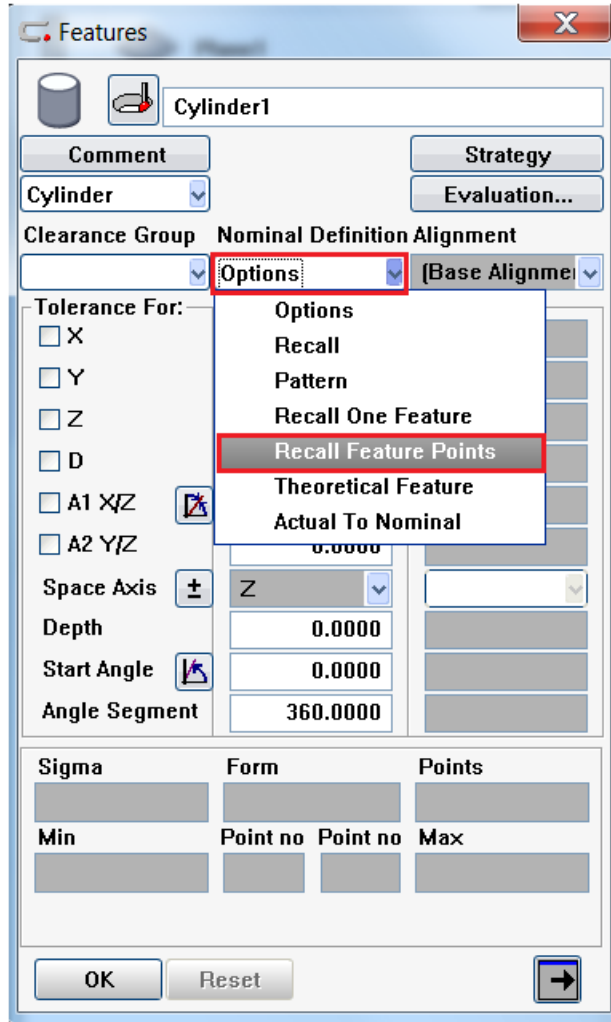 Features
X
Cylinder1
Comment
Strategy
Cylinder
Evaluation...
Clearance Group Nominal Definition Alignment
Options (Base Alignme
Tolerance For:
Options
X
Recall
Y
Pattern
Z
Recall One Feature
D
Recall Feature Points
A1 X/Z
Theoretical Feature
A2 Y/Z
Actual To Nominal
Space Axis ± Z
Depth 0.0000
Start Angle 0.0000
Angle Segment 360.0000
Sigma Form Points
Min Point no Point no Max
OK Reset